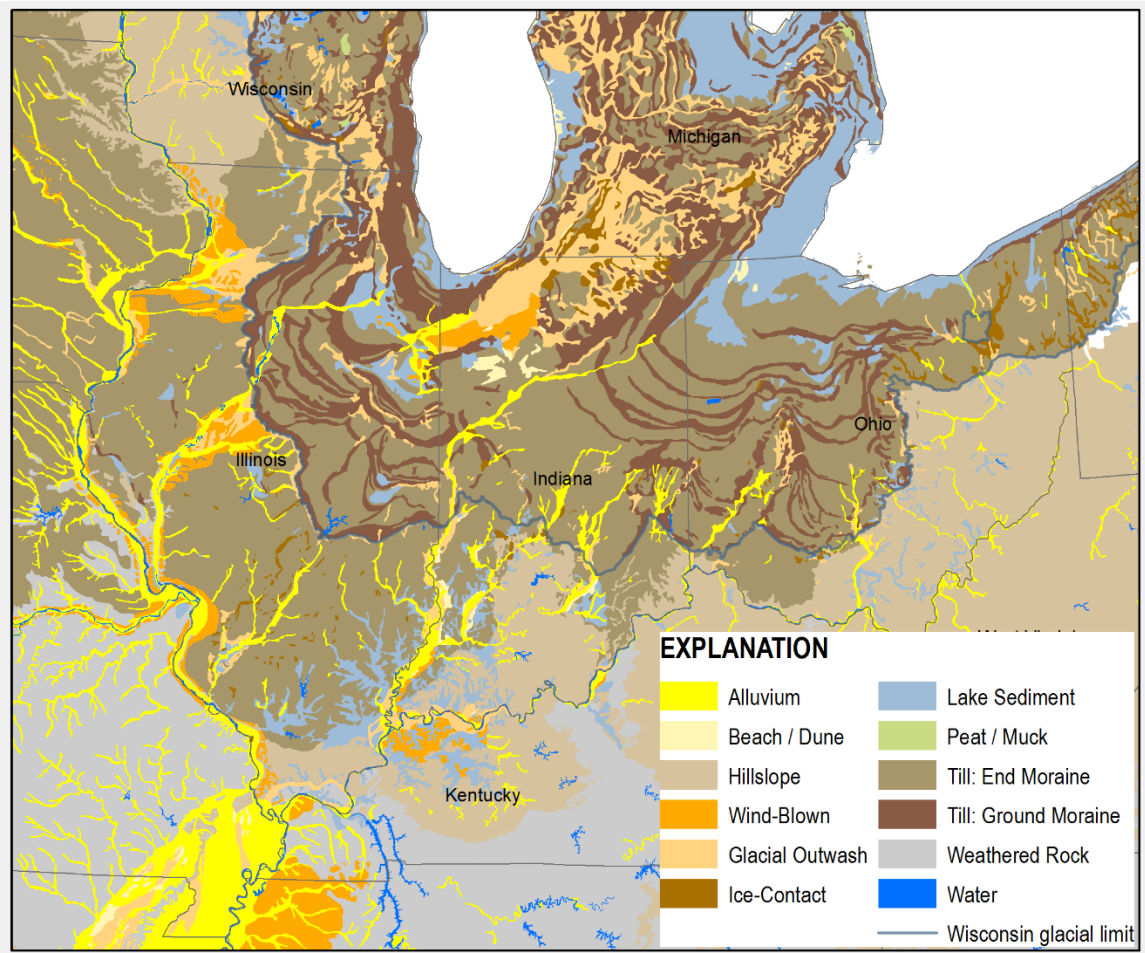 Wisconsin
Michigan
Ohio
Illinois
Indiana
Kentucky
EXPLANATION
Alluvium
Beach / Dune
Hillslope
Wind-Blown
Glacial Outwash
Ice-Contact
Lake Sediment
Peat / Muck
Till: End Moraine
Till: Ground Moraine
Weathered Rock
Water
Wisconsin glacial limit